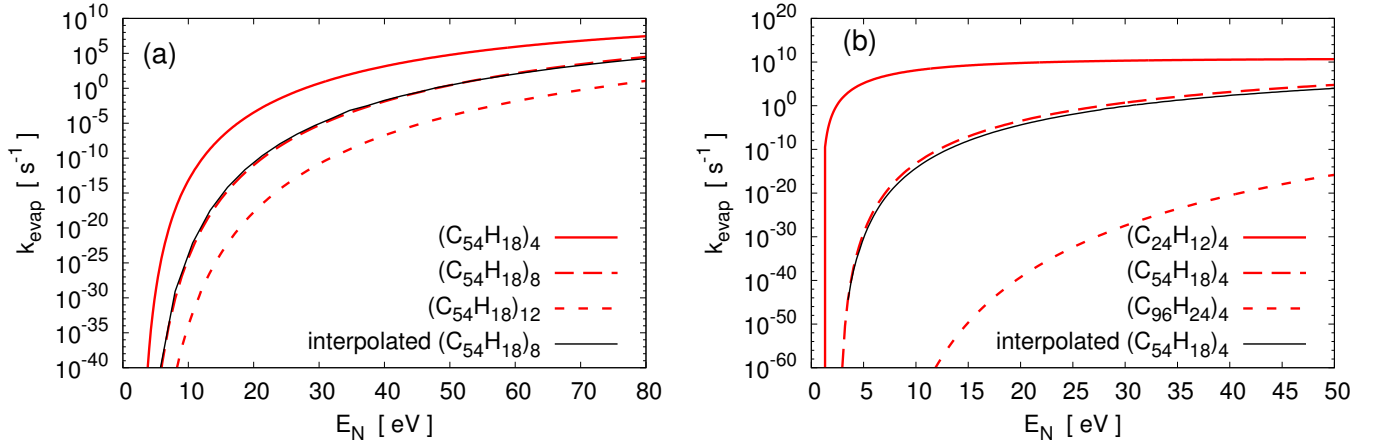 (a)
k_evap [ s^-1 ]
10^10
10^5
10^0
10^-5
10^-10
10^-15
10^-20
10^-25
10^-30
10^-35
10^-40
(C54H18)4
(C54H18)8
(C54H18)12
interpolated (C54H18)8
0 10 20 30 40 50 60 70 80
E_N [ eV ]
(b)
k_evap [ s^-1 ]
10^20
10^10
10^0
10^-10
10^-20
10^-30
10^-40
10^-50
10^-60
(C24H12)4
(C54H18)4
(C96H24)4
interpolated (C54H18)4
0 5 10 15 20 25 30 35 40 45 50
E_N [ eV ]